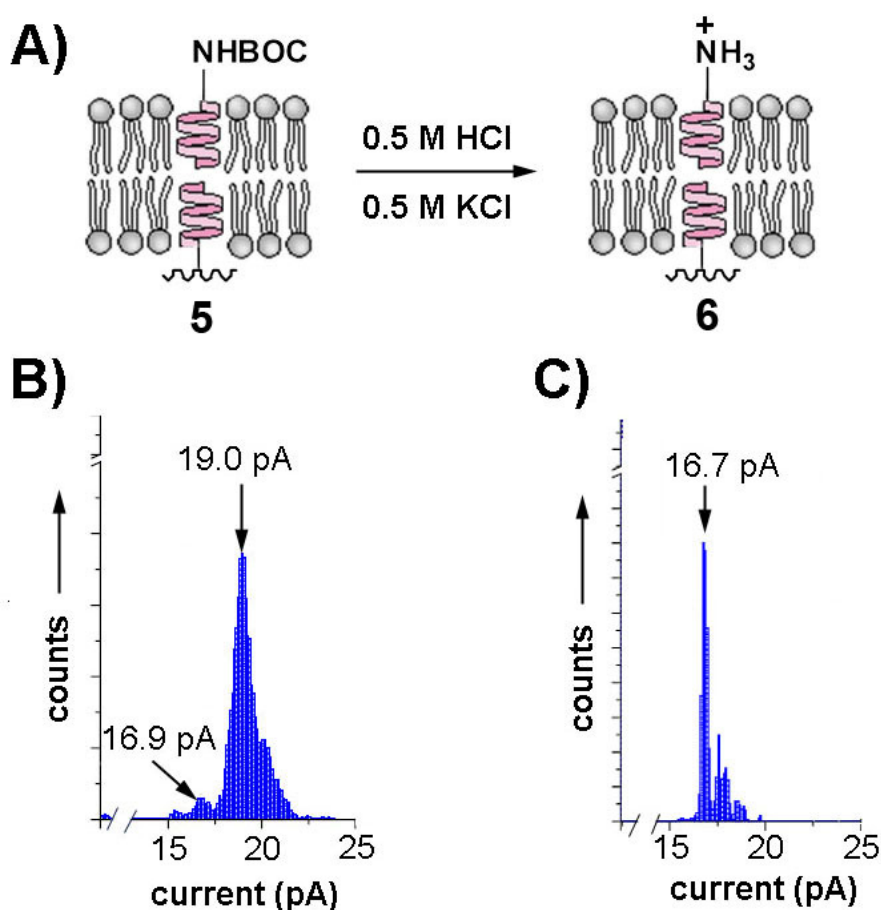 A)
NHBOC
+
NH3
0.5 M HCl
0.5 M KCl
5
6
B)
C)
19.0 pA
16.9 pA
counts
15 20 25
current (pA)
16.7 pA
counts
15 20 25
current (pA)